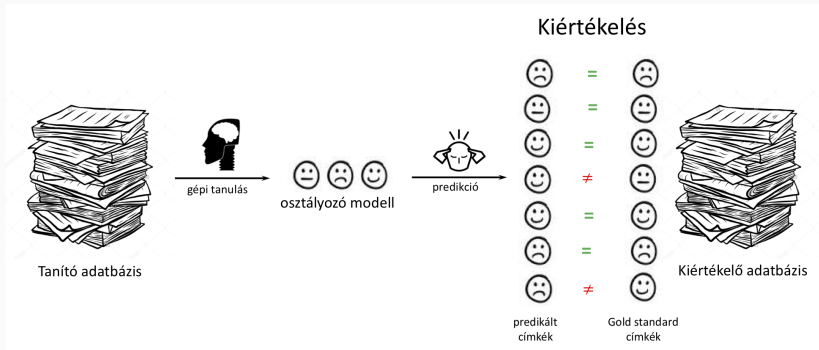 Kiértékelés
=
=
=
≠
=
=
≠
gépi tanulás
predikció
osztályozó modell
Tanító adatbázis
Kiértékelő adatbázis
predikált
címkék
Gold standard
címkék